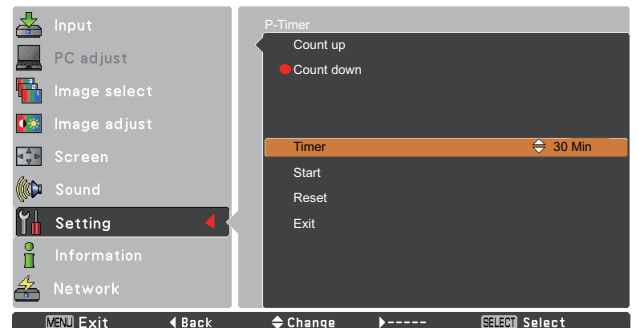 Input
PC adjust
Image select
Image adjust
Screen
Sound
Setting
Information
Network
P-Timer
Count up
Count down
Timer 30 Min
Start
Reset
Exit
MENU Exit Back Change ----- SELECT Select